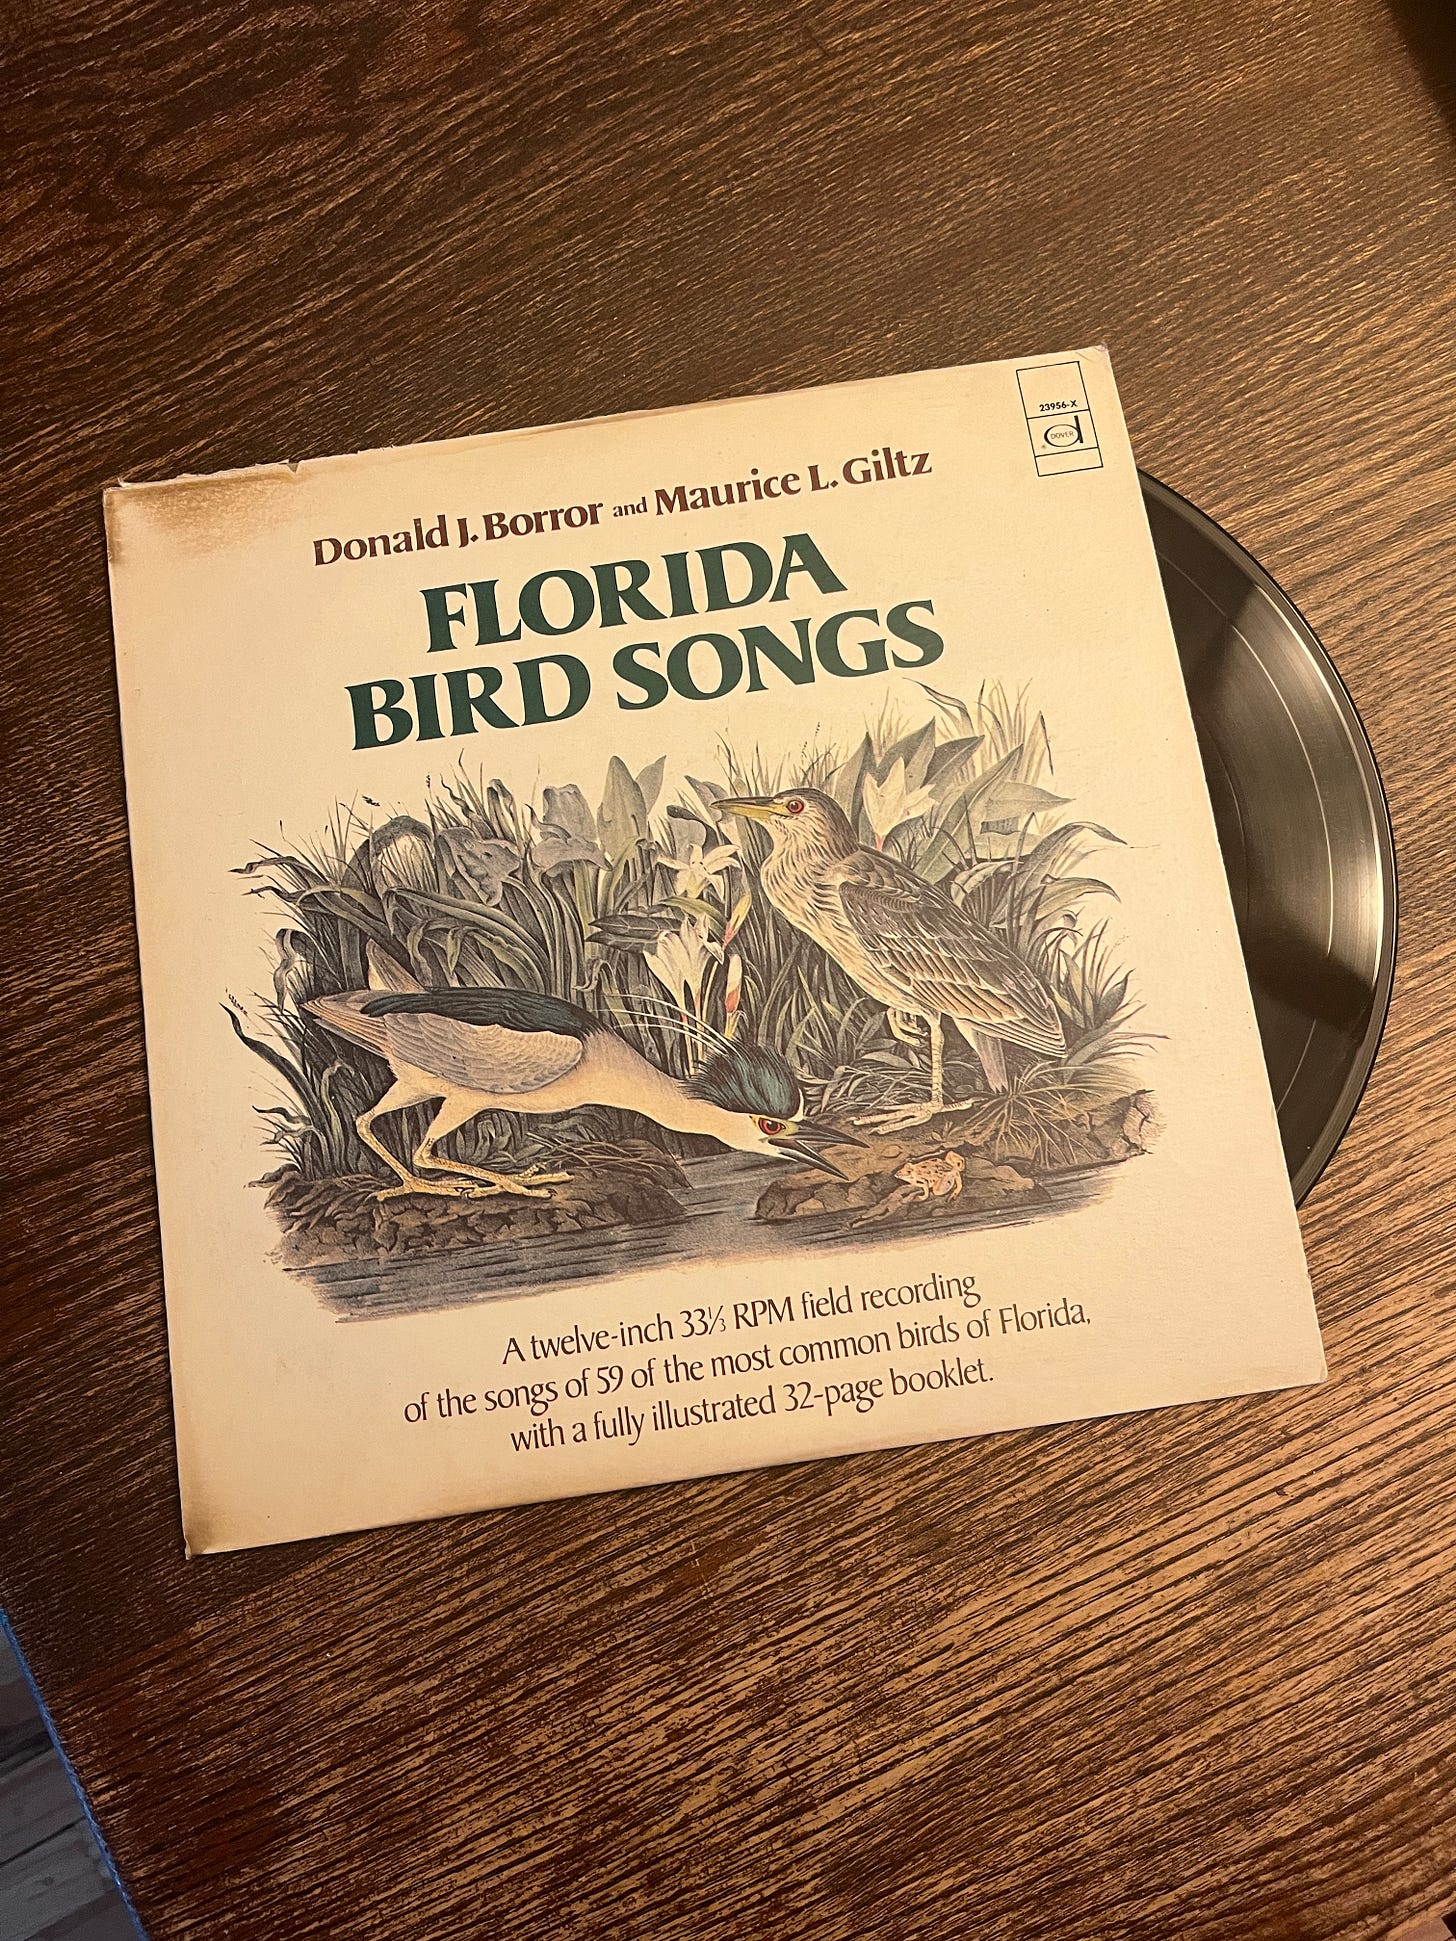 23956-X
DOVER
Donald J. Borror and Maurice L. Giltz
FLORIDA
BIRD SONGS
A twelve-inch 33⅓ RPM field recording
of the songs of 59 of the most common birds of Florida,
with a fully illustrated 32-page booklet.